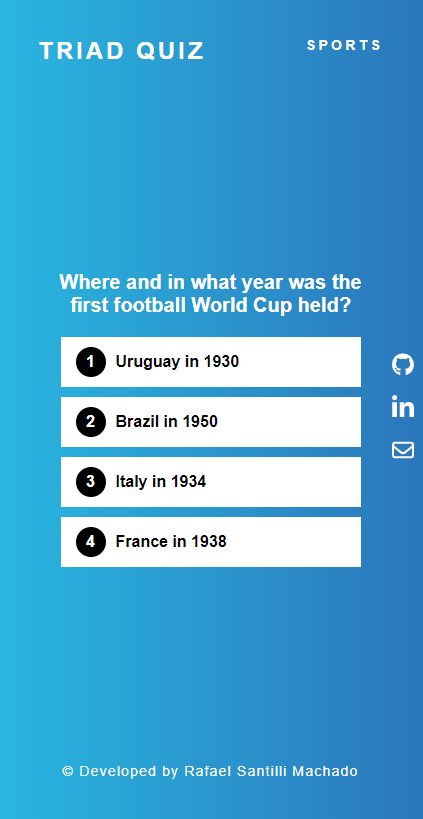 TRIAD QUIZ
SPORTS
Where and in what year was the
first football World Cup held?
1 Uruguay in 1930
2 Brazil in 1950
3 Italy in 1934
4 France in 1938
in
© Developed by Rafael Santilli Machado